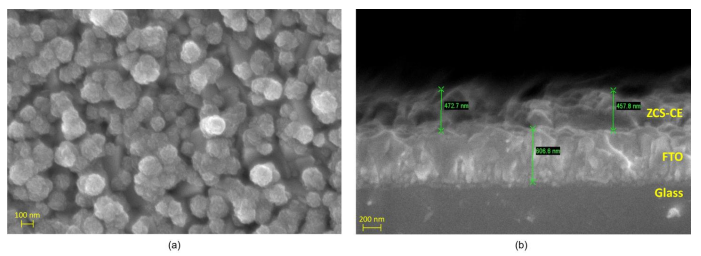 100 nm
(a)
472.7 nm
457.8 nm
ZCS-CE
606.6 nm
FTO
Glass
200 nm
(b)